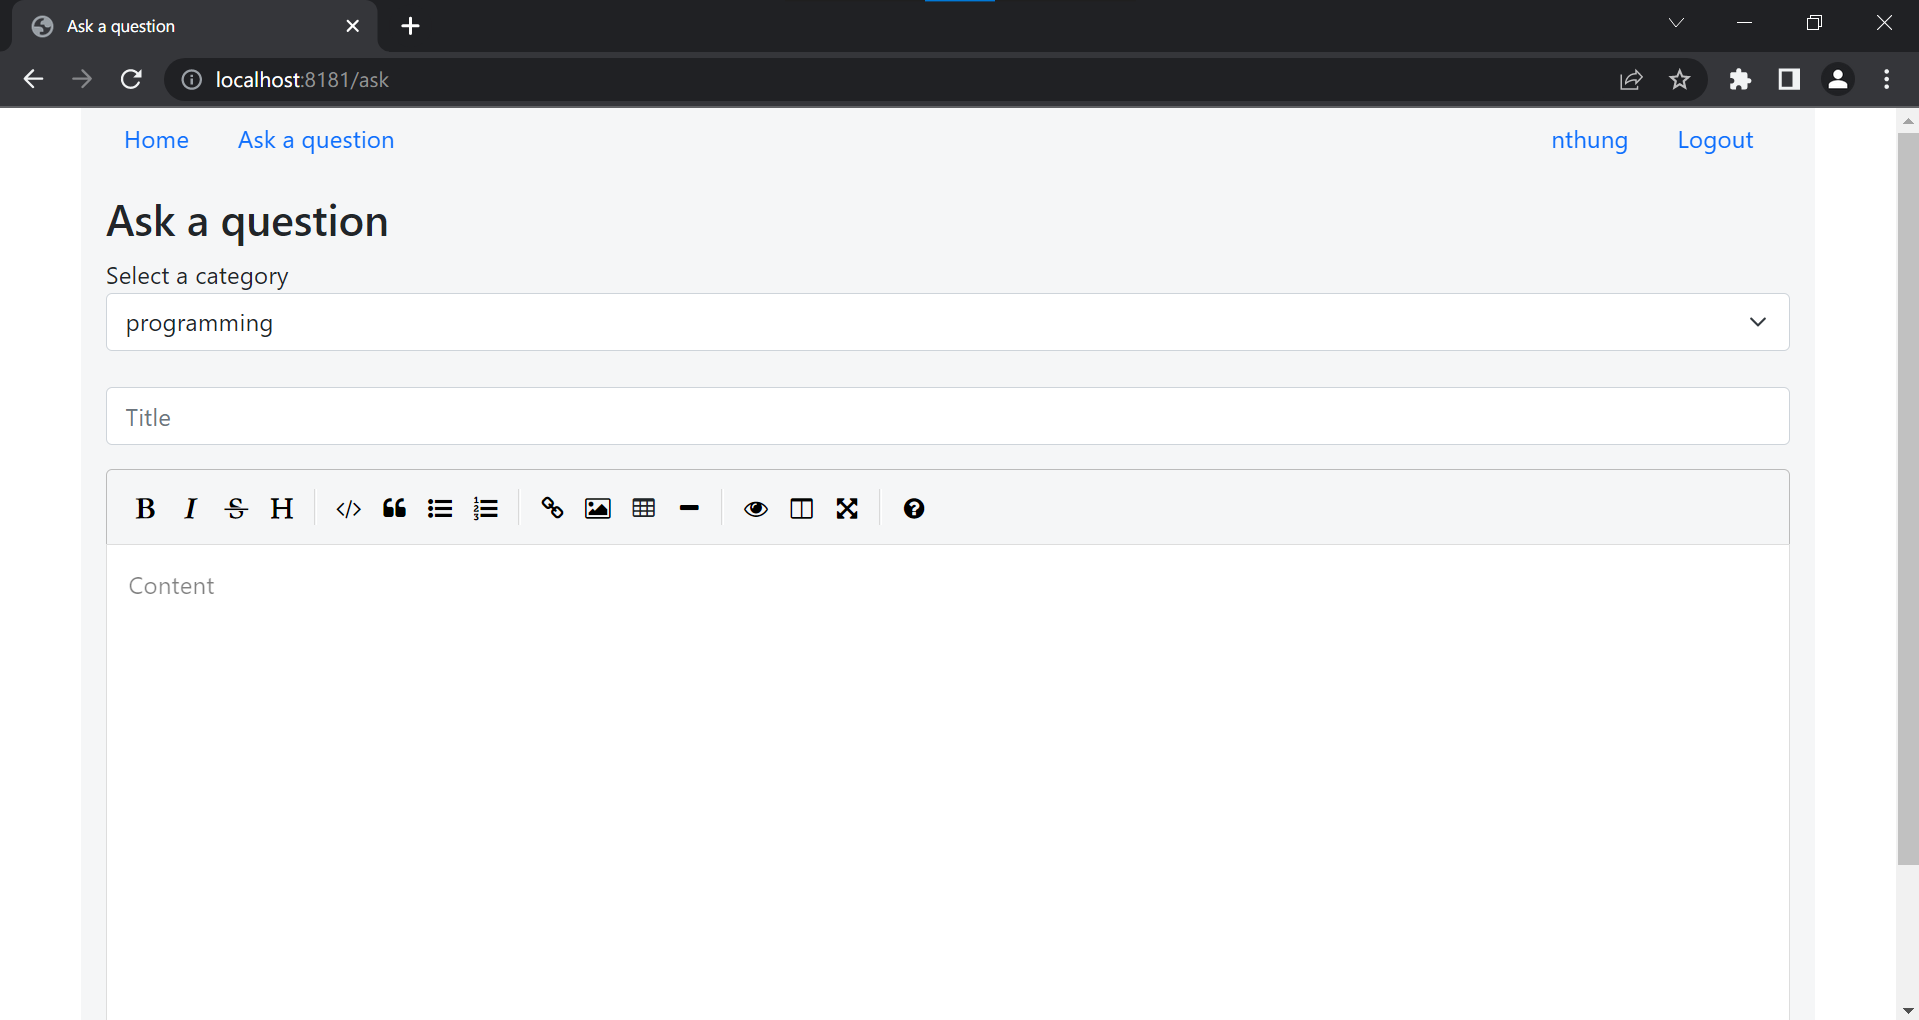 Ask a question
localhost:8181/ask
Home Ask a question nthung Logout
Ask a question
Select a category
programming
Title
B I S H
Content